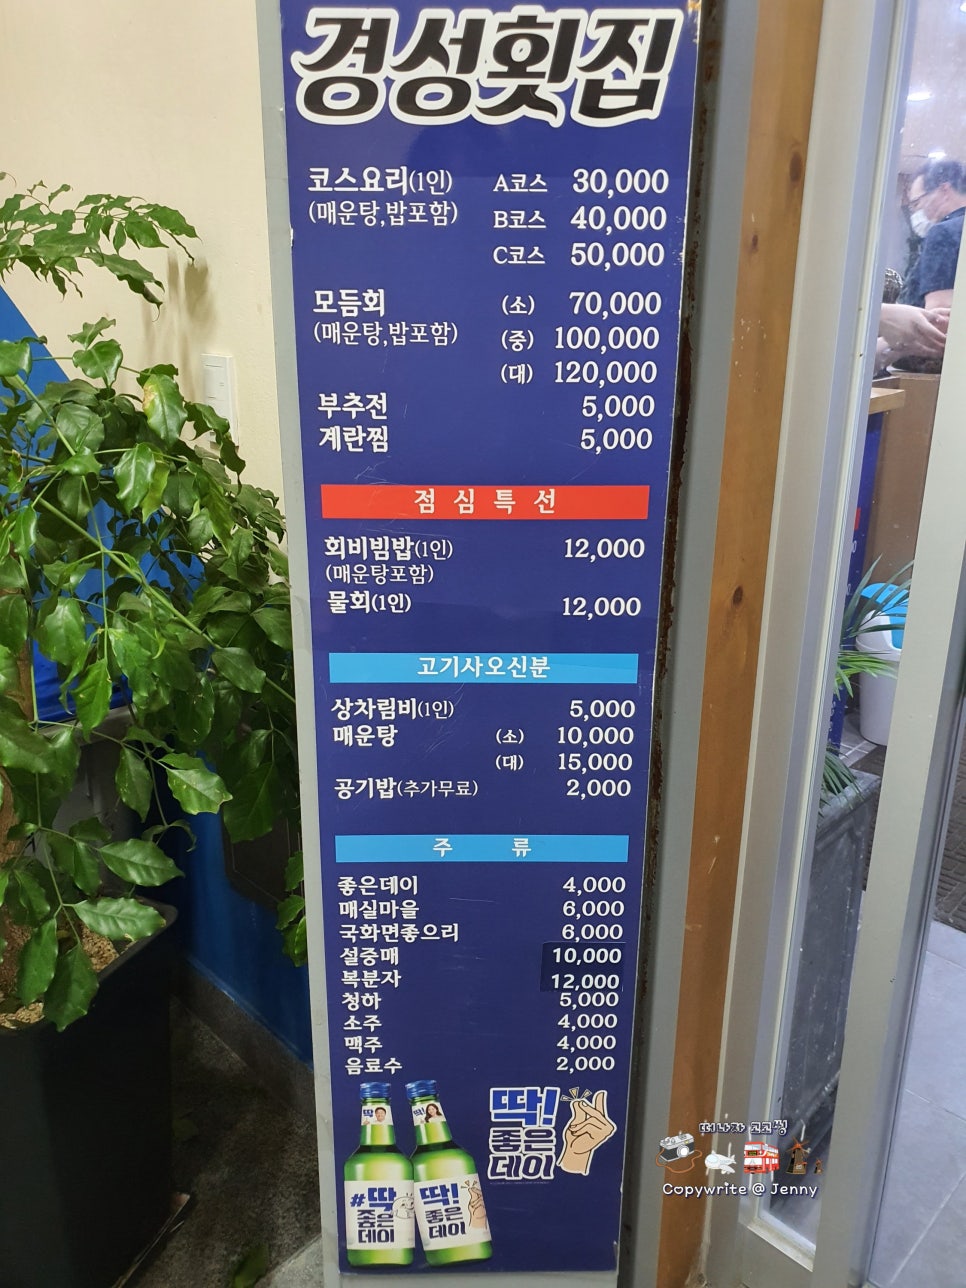 경성횟집
코스요리(1인) A코스 30,000
(매운탕,밥포함) B코스 40,000
C코스 50,000
모듬회 (소) 70,000
(매운탕,밥포함) (중) 100,000
(대) 120,000
부추전 5,000
계란찜 5,000
점심특선
회비빔밥(1인) 12,000
(매운탕포함)
물회(1인) 12,000
고기사오신분
상차림비(1인) 5,000
매운탕 (소) 10,000
(대) 15,000
공기밥(추가무료) 2,000
주류
좋은데이 4,000
매실마을 6,000
국화면좋으리 6,000
설중매 10,000
복분자 12,000
청하 5,000
소주 4,000
맥주 4,000
음료수 2,000
딱! 딱!
#딱 좋은데이
딱! 좋은데이
딱!
좋은
데이
떠나자 고고씽
Copywrite @ Jenny